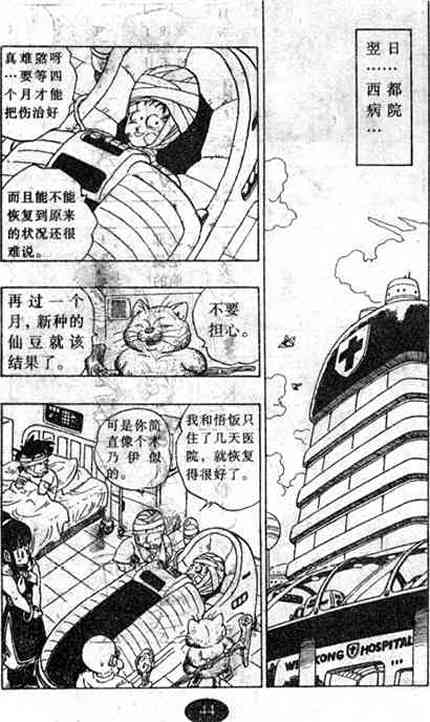 翌日
……
西都
病院
…
KONG HOSPITAL
…
真难熬呀
…要等四
个月才能
把伤治好
而且能不能
恢复到原来
的状况还很
难说。
不要
担心。
再过一个
月，新种的
仙豆就该
结果了。
我和悟饭只
住了几天医
院，就恢复
得很好了。
可是你简
直像个木
乃伊似
的。
44